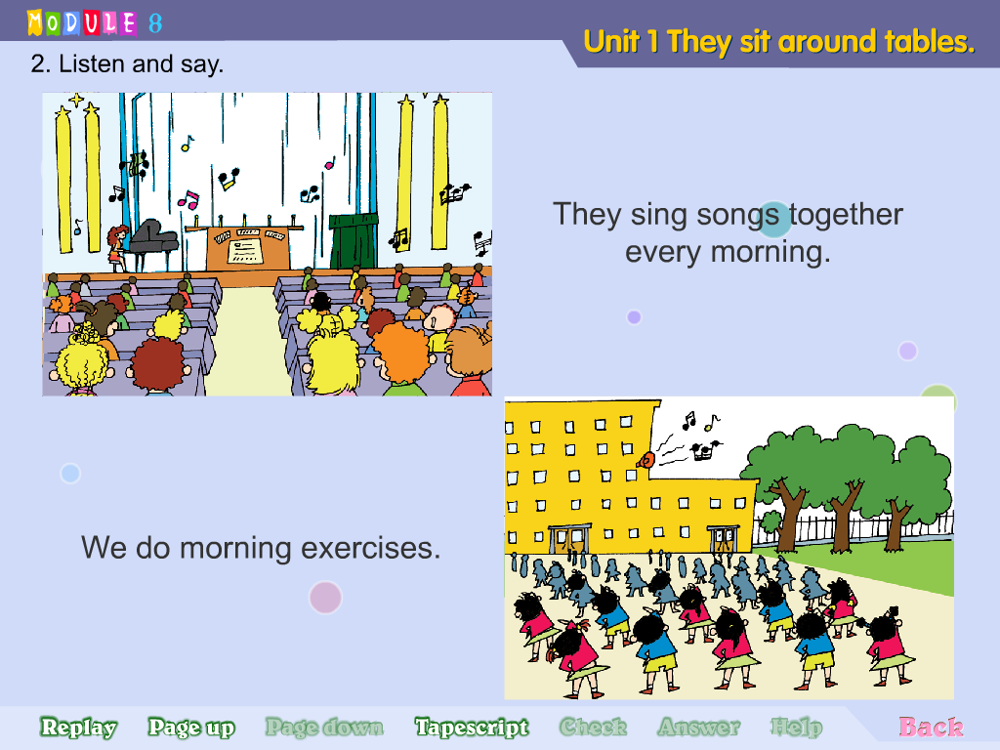 MODULE 8
Unit 1 They sit around tables.
2. Listen and say.
They sing songs together
every morning.
We do morning exercises.
Replay Page up Page down Tapescript Check Answer Help Back